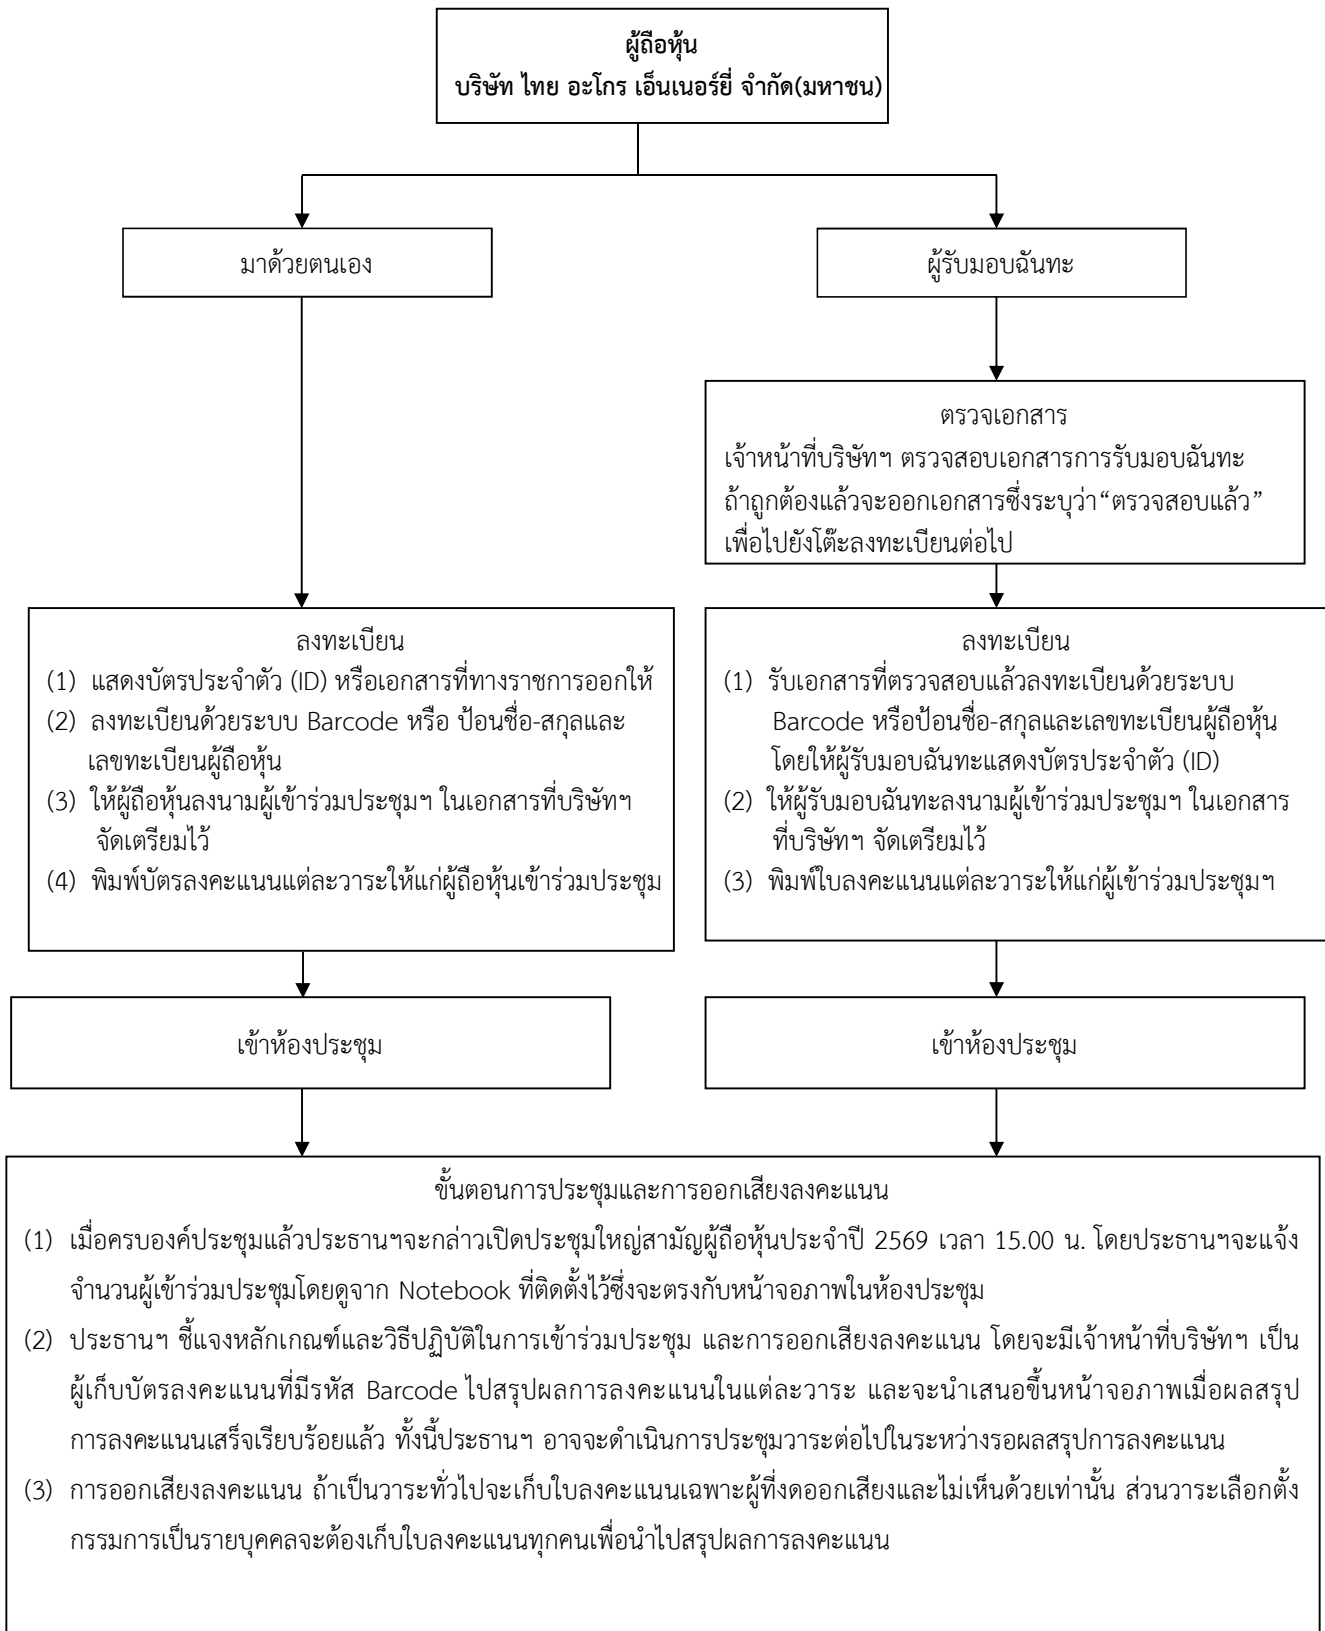 ผู้ถือหุ้น
บริษัท ไทย อะโกร เอ็นเนอร์ยี่ จำกัด(มหาชน)
มาด้วยตนเอง
ผู้รับมอบฉันทะ
ตรวจเอกสาร
เจ้าหน้าที่บริษัทฯ ตรวจสอบเอกสารการรับมอบฉันทะ
ถ้าถูกต้องแล้วจะออกเอกสารซึ่งระบุว่า“ตรวจสอบแล้ว”
เพื่อไปยังโต๊ะลงทะเบียนต่อไป
ลงทะเบียน
(1) แสดงบัตรประจำตัว (ID) หรือเอกสารที่ทางราชการออกให้
(2) ลงทะเบียนด้วยระบบ Barcode หรือ ป้อนชื่อ-สกุลและ
เลขทะเบียนผู้ถือหุ้น
(3) ให้ผู้ถือหุ้นลงนามผู้เข้าร่วมประชุมฯ ในเอกสารที่บริษัทฯ
จัดเตรียมไว้
(4) พิมพ์บัตรลงคะแนนแต่ละวาระให้แก่ผู้ถือหุ้นเข้าร่วมประชุม
ลงทะเบียน
(1) รับเอกสารที่ตรวจสอบแล้วลงทะเบียนด้วยระบบ
Barcode หรือป้อนชื่อ-สกุลและเลขทะเบียนผู้ถือหุ้น
โดยให้ผู้รับมอบฉันทะแสดงบัตรประจำตัว (ID)
(2) ให้ผู้รับมอบฉันทะลงนามผู้เข้าร่วมประชุมฯ ในเอกสาร
ที่บริษัทฯ จัดเตรียมไว้
(3) พิมพ์ใบลงคะแนนแต่ละวาระให้แก่ผู้เข้าร่วมประชุมฯ
เข้าห้องประชุม
เข้าห้องประชุม
ขั้นตอนการประชุมและการออกเสียงลงคะแนน
(1) เมื่อครบองค์ประชุมแล้วประธานฯจะกล่าวเปิดประชุมใหญ่สามัญผู้ถือหุ้นประจำปี 2569 เวลา 15.00 น. โดยประธานฯจะแจ้ง
จำนวนผู้เข้าร่วมประชุมโดยดูจาก Notebook ที่ติดตั้งไว้ซึ่งจะตรงกับหน้าจอภาพในห้องประชุม
(2) ประธานฯ ชี้แจงหลักเกณฑ์และวิธีปฏิบัติในการเข้าร่วมประชุม และการออกเสียงลงคะแนน โดยจะมีเจ้าหน้าที่บริษัทฯ เป็น
ผู้เก็บบัตรลงคะแนนที่มีรหัส Barcode ไปสรุปผลการลงคะแนนในแต่ละวาระ และจะนำเสนอขึ้นหน้าจอภาพเมื่อผลสรุป
การลงคะแนนเสร็จเรียบร้อยแล้ว ทั้งนี้ประธานฯ อาจจะดำเนินการประชุมวาระต่อไปในระหว่างรอผลสรุปการลงคะแนน
(3) การออกเสียงลงคะแนน ถ้าเป็นวาระทั่วไปจะเก็บใบลงคะแนนเฉพาะผู้ที่งดออกเสียงและไม่เห็นด้วยเท่านั้น ส่วนวาระเลือกตั้ง
กรรมการเป็นรายบุคคลจะต้องเก็บใบลงคะแนนทุกคนเพื่อนำไปสรุปผลการลงคะแนน